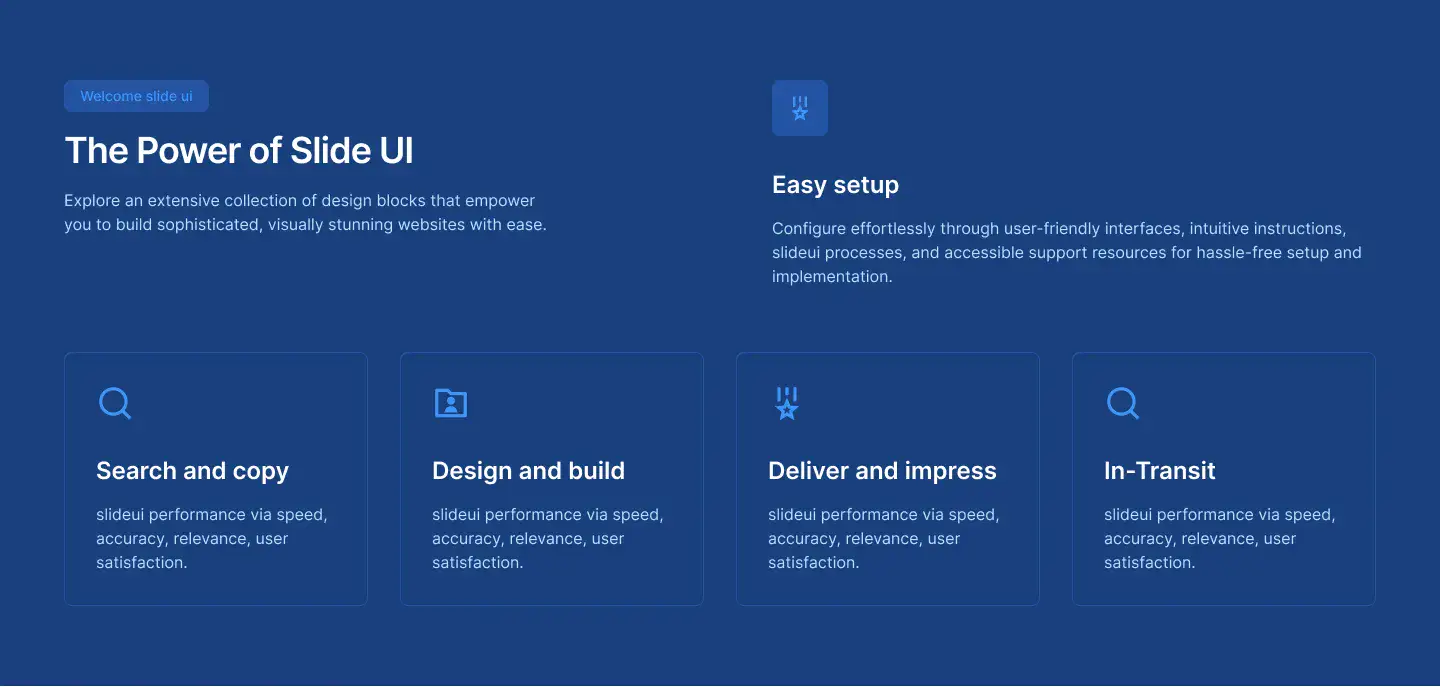 Welcome slide ui
The Power of Slide UI
Explore an extensive collection of design blocks that empower
you to build sophisticated, visually stunning websites with ease.
Easy setup
Configure effortlessly through user-friendly interfaces, intuitive instructions,
slideui processes, and accessible support resources for hassle-free setup and
implementation.
Search and copy
slideui performance via speed,
accuracy, relevance, user
satisfaction.
Design and build
slideui performance via speed,
accuracy, relevance, user
satisfaction.
Deliver and impress
slideui performance via speed,
accuracy, relevance, user
satisfaction.
In-Transit
slideui performance via speed,
accuracy, relevance, user
satisfaction.